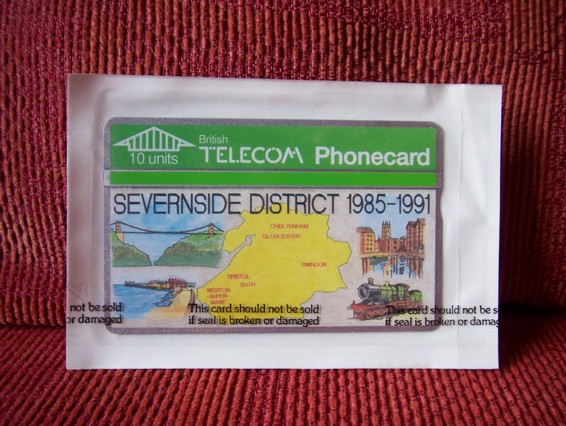 British
10 units TELECOM Phonecard
SEVERNSIDE DISTRICT 1985-1991
CHELTENHAM
GLOUCESTER
SWINDON
BRISTOL
BATH
WESTON
-SUPER-
MARE
not be sold
or damaged
This card should not be sold
if seal is broken or damaged
This card should not be s
if seal is broken or damag